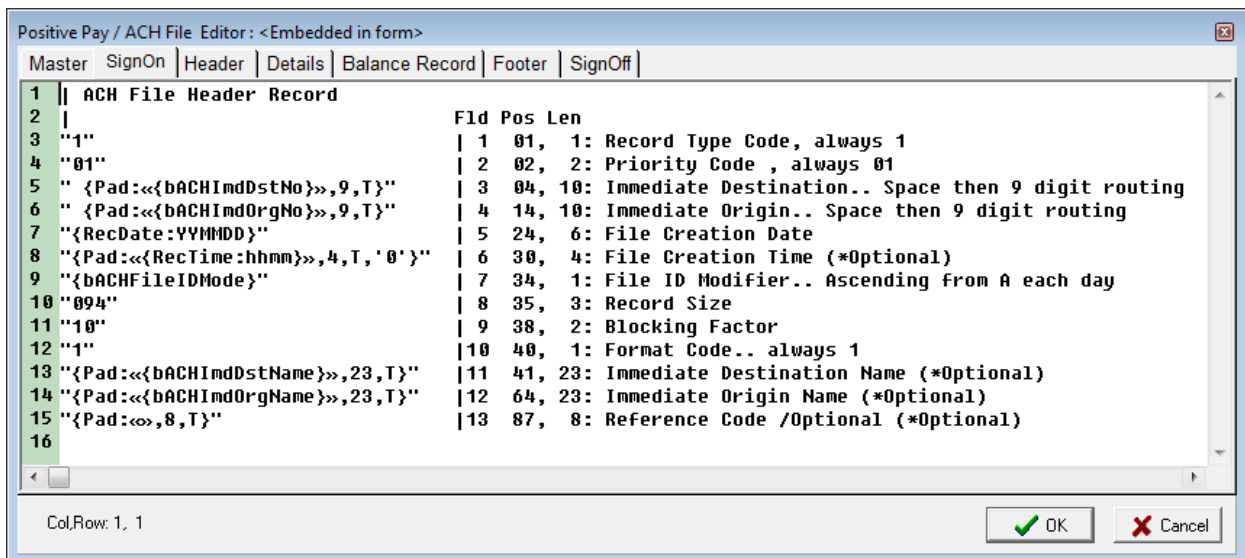 Positive Pay / ACH File Editor : <Embedded in form>
Master SignOn Header Details Balance Record Footer SignOff
1 | ACH File Header Record
2 | Fld Pos Len
3 "1" | 1 01, 1: Record Type Code, always 1
4 "01" | 2 02, 2: Priority Code , always 01
5 " {Pad:«{bACHImdDstNo}»,9,T}" | 3 04, 10: Immediate Destination.. Space then 9 digit routing
6 " {Pad:«{bACHImdOrgNo}»,9,T}" | 4 14, 10: Immediate Origin.. Space then 9 digit routing
7 "{RecDate:YYMMDD}" | 5 24, 6: File Creation Date
8 "{Pad:«{RecTime:hhmm}»,4,T,'0'}" | 6 30, 4: File Creation Time (*Optional)
9 "{bACHFileIDMode}" | 7 34, 1: File ID Modifier.. Ascending from A each day
10 "094" | 8 35, 3: Record Size
11 "10" | 9 38, 2: Blocking Factor
12 "1" |10 40, 1: Format Code.. always 1
13 "{Pad:«{bACHImdDstName}»,23,T}" |11 41, 23: Immediate Destination Name (*Optional)
14 "{Pad:«{bACHImdOrgName}»,23,T}" |12 64, 23: Immediate Origin Name (*Optional)
15 "{Pad:«»,8,T}" |13 87, 8: Reference Code /Optional (*Optional)
16
Col,Row: 1, 1 OK Cancel